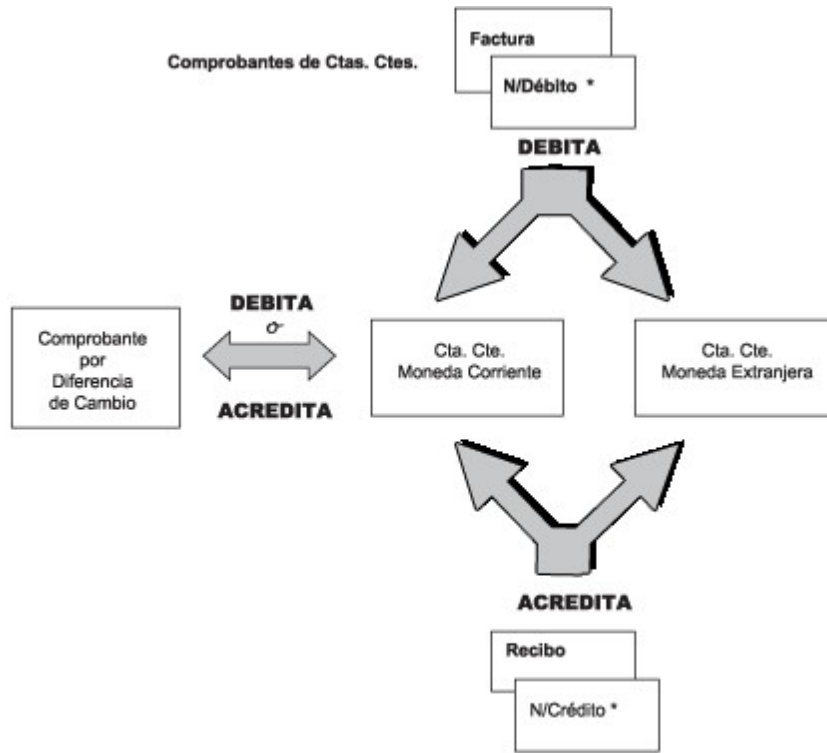 Factura
Comprobantes de Ctas. Ctes.
N/Débito *
DEBITA
DEBITA
o
ACREDITA
Comprobante
por
Diferencia
de Cambio
Cta. Cte.
Moneda Corriente
Cta. Cte.
Moneda Extranjera
ACREDITA
Recibo
N/Crédito *